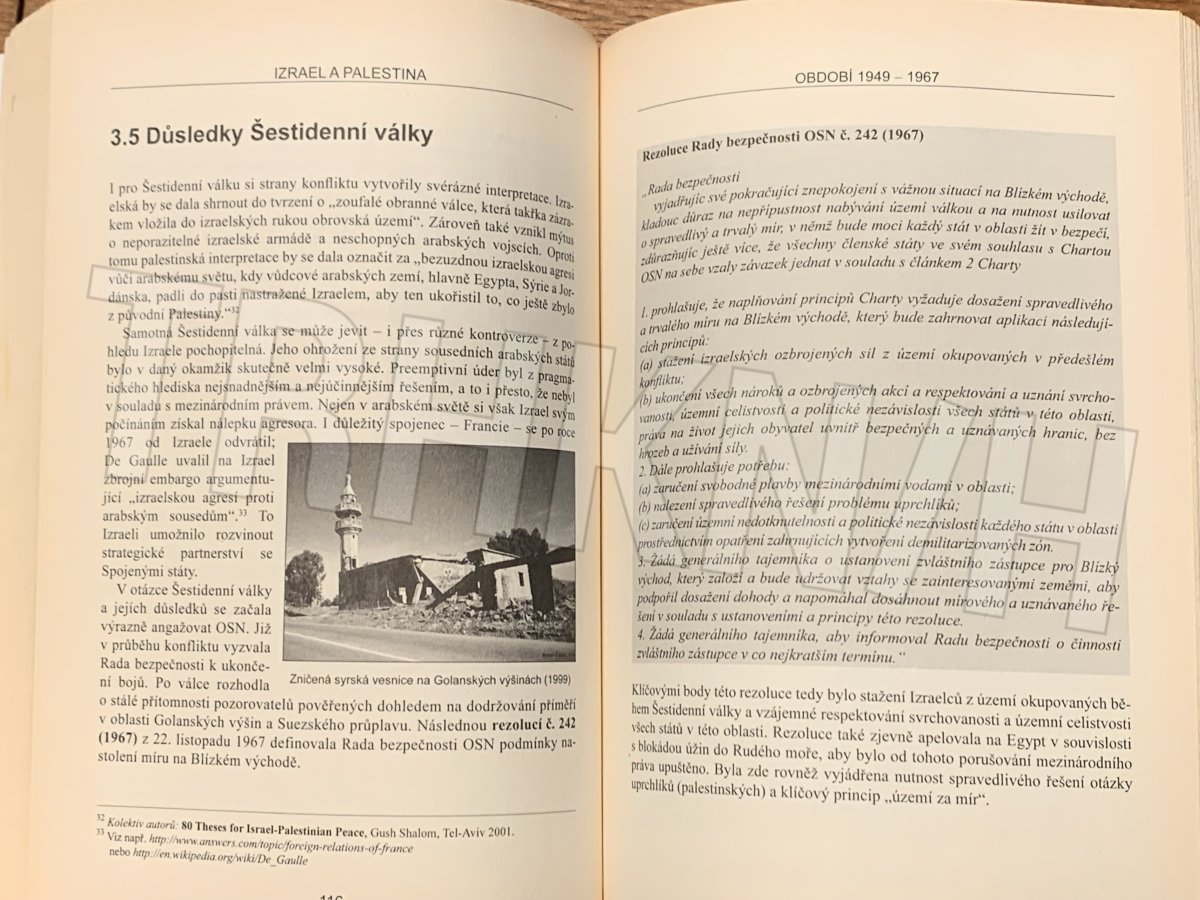 IZRAEL A PALESTINA
3.5 Důsledky Šestidenní války
I pro Šestidenní válku si strany konfliktu vytvořily svérázné interpretace. Izra-
elská by se dala shrnout do tvrzení o „zoufalé obranné válce, která takřka zázra-
kem vložila do izraelských rukou obrovská území“. Zároveň také vznikl mýtus
o neporazitelné izraelské armádě a neschopných arabských vojscích. Oproti
tomu palestinská interpretace by se dala označit za „bezuzdnou izraelskou agresi
vůči arabskému světu, kdy vůdcové arabských zemí, hlavně Egypta, Sýrie a Jor-
dánska, padli do pasti nastražené Izraelem, aby ten ukořistil to, co ještě zbylo
z původní Palestiny.“32
Samotná Šestidenní válka se může jevit – i přes různé kontroverze – z po-
hledu Izraele pochopitelná. Jeho ohrožení ze strany sousedních arabských států
bylo v daný okamžik skutečně velmi vysoké. Preemptivní úder byl z pragma-
tického hlediska nejsnadnějším a nejúčinnějším řešením, a to i přesto, že nebyl
v souladu s mezinárodním právem. Nejen v arabském světě si však Izrael svým
počínáním získal nálepku agresora. I důležitý spojenec – Francie – se po roce
1967 od Izraele odvrátil;
De Gaulle uvalil na Izrael
zbrojní embargo argumentu-
jící „izraelskou agresí proti
arabským sousedům“.33 To
Izraeli umožnilo rozvinout
strategické partnerství se
Spojenými státy.
V otázce Šestidenní války
a jejích důsledků se začala
výrazně angažovat OSN. Již
v průběhu konfliktu vyzvala
Rada bezpečnosti k ukonče-
ní bojů. Po válce rozhodla
Zničená syrská vesnice na Golanských výšinách (1999)
o stálé přítomnosti pozorovatelů pověřených dohledem na dodržování příměří
v oblasti Golanských výšin a Suezského průplavu. Následnou rezolucí č. 242
(1967) z 22. listopadu 1967 definovala Rada bezpečnosti OSN podmínky na-
stolení míru na Blízkém východě.
32 Kolektiv autorů: 80 Theses for Israel-Palestinian Peace, Gush Shalom, Tel-Aviv 2001.
33 Viz např. http://www.answers.com/topic/foreign-relations-of-france
nebo http://en.wikipedia.org/wiki/De_Gaulle
116
OBDOBÍ 1949 – 1967
Rezoluce Rady bezpečnosti OSN č. 242 (1967)
„Rada bezpečnosti
vyjadřujíc své pokračující znepokojení s vážnou situací na Blízkém východě,
kladouc důraz na nepřípustnost nabývání území válkou a na nutnost usilovat
o spravedlivý a trvalý mír, v němž bude moci každý stát v oblasti žít v bezpečí,
zdůrazňujíc ještě více, že všechny členské státy ve svém souhlasu s Chartou
OSN na sebe vzaly závazek jednat v souladu s článkem 2 Charty
1. prohlašuje, že naplňování principů Charty vyžaduje dosažení spravedlivého
a trvalého míru na Blízkém východě, který bude zahrnovat aplikaci následují-
cích principů:
(a) stažení izraelských ozbrojených sil z území okupovaných v předešlém
konfliktu;
(b) ukončení všech nároků a ozbrojených akcí a respektování a uznání svrcho-
vanosti, územní celistvosti a politické nezávislosti všech států v této oblasti,
práva na život jejich obyvatel uvnitř bezpečných a uznávaných hranic, bez
hrozeb a užívání síly.
2. Dále prohlašuje potřebu:
(a) zaručení svobodné plavby mezinárodními vodami v oblasti;
(b) nalezení spravedlivého řešení problému uprchlíků;
(c) zaručení územní nedotknutelnosti a politické nezávislosti každého státu v oblasti
prostřednictvím opatření zahrnujících vytvoření demilitarizovaných zón.
3. Žádá generálního tajemníka o ustanovení zvláštního zástupce pro Blízký
východ, který založí a bude udržovat vztahy se zainteresovanými zeměmi, aby
podpořil dosažení dohody a napomáhal dosáhnout mírového a uznávaného ře-
šení v souladu s ustanoveními a principy této rezoluce.
4. Žádá generálního tajemníka, aby informoval Radu bezpečnosti o činnosti
zvláštního zástupce v co nejkratším termínu.“
Klíčovými body této rezoluce tedy bylo stažení Izraelců z území okupovaných bě-
hem Šestidenní války a vzájemné respektování svrchovanosti a územní celistvosti
všech států v této oblasti. Rezoluce také zjevně apelovala na Egypt v souvislosti
s blokádou úžin do Rudého moře, aby bylo od tohoto porušování mezinárodního
práva upuštěno. Byla zde rovněž vyjádřena nutnost spravedlivého řešení otázky
uprchlíků (palestinských) a klíčový princip „území za mír“.
TRHKNIH